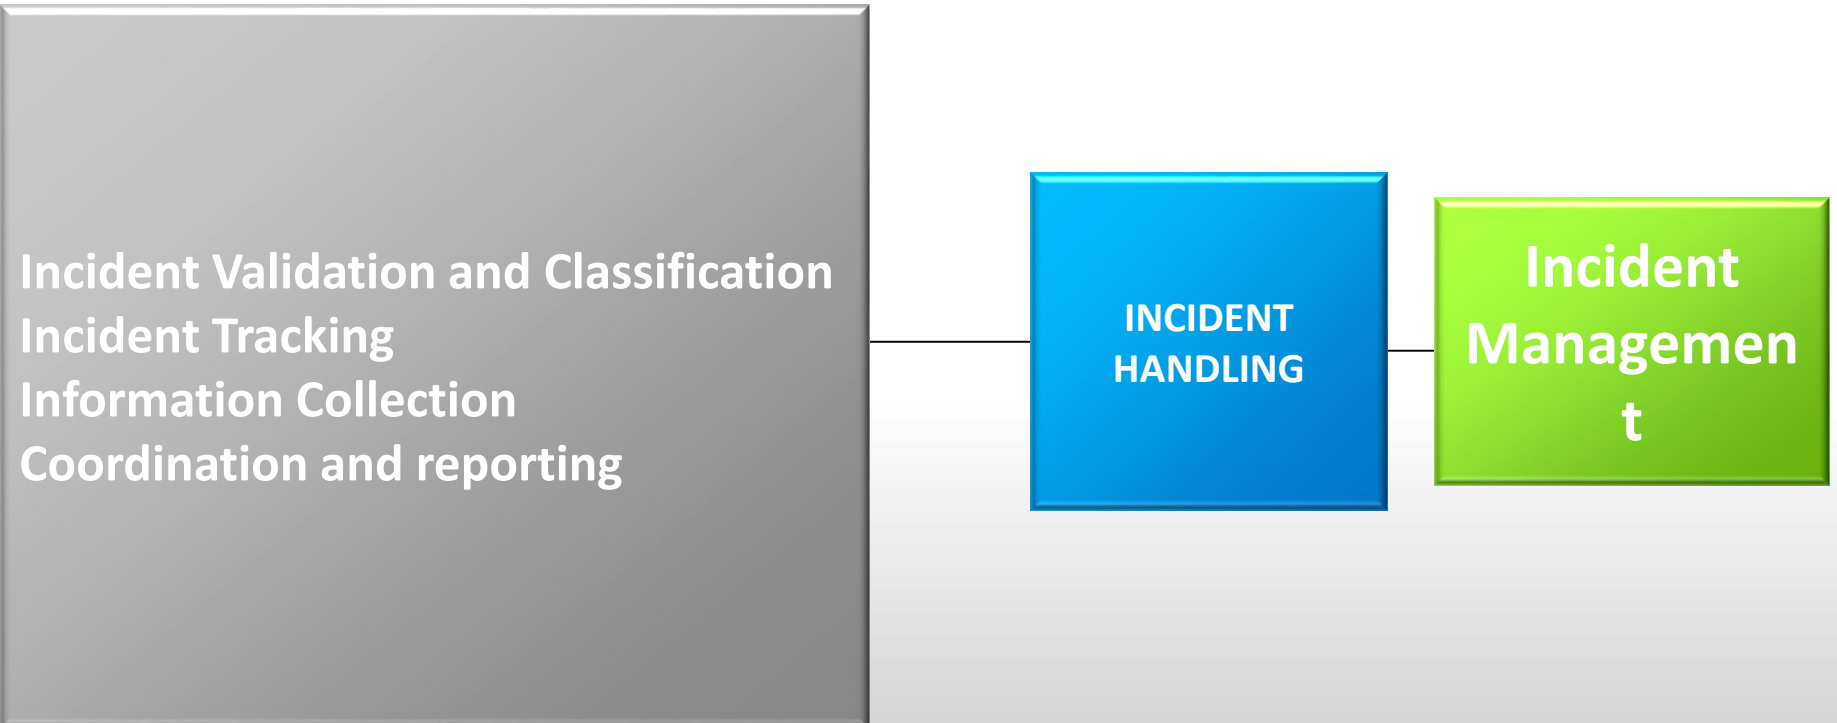 Incident Validation and Classification
Incident Tracking
Information Collection
Coordination and reporting
INCIDENT
HANDLING
Incident
Managemen
t